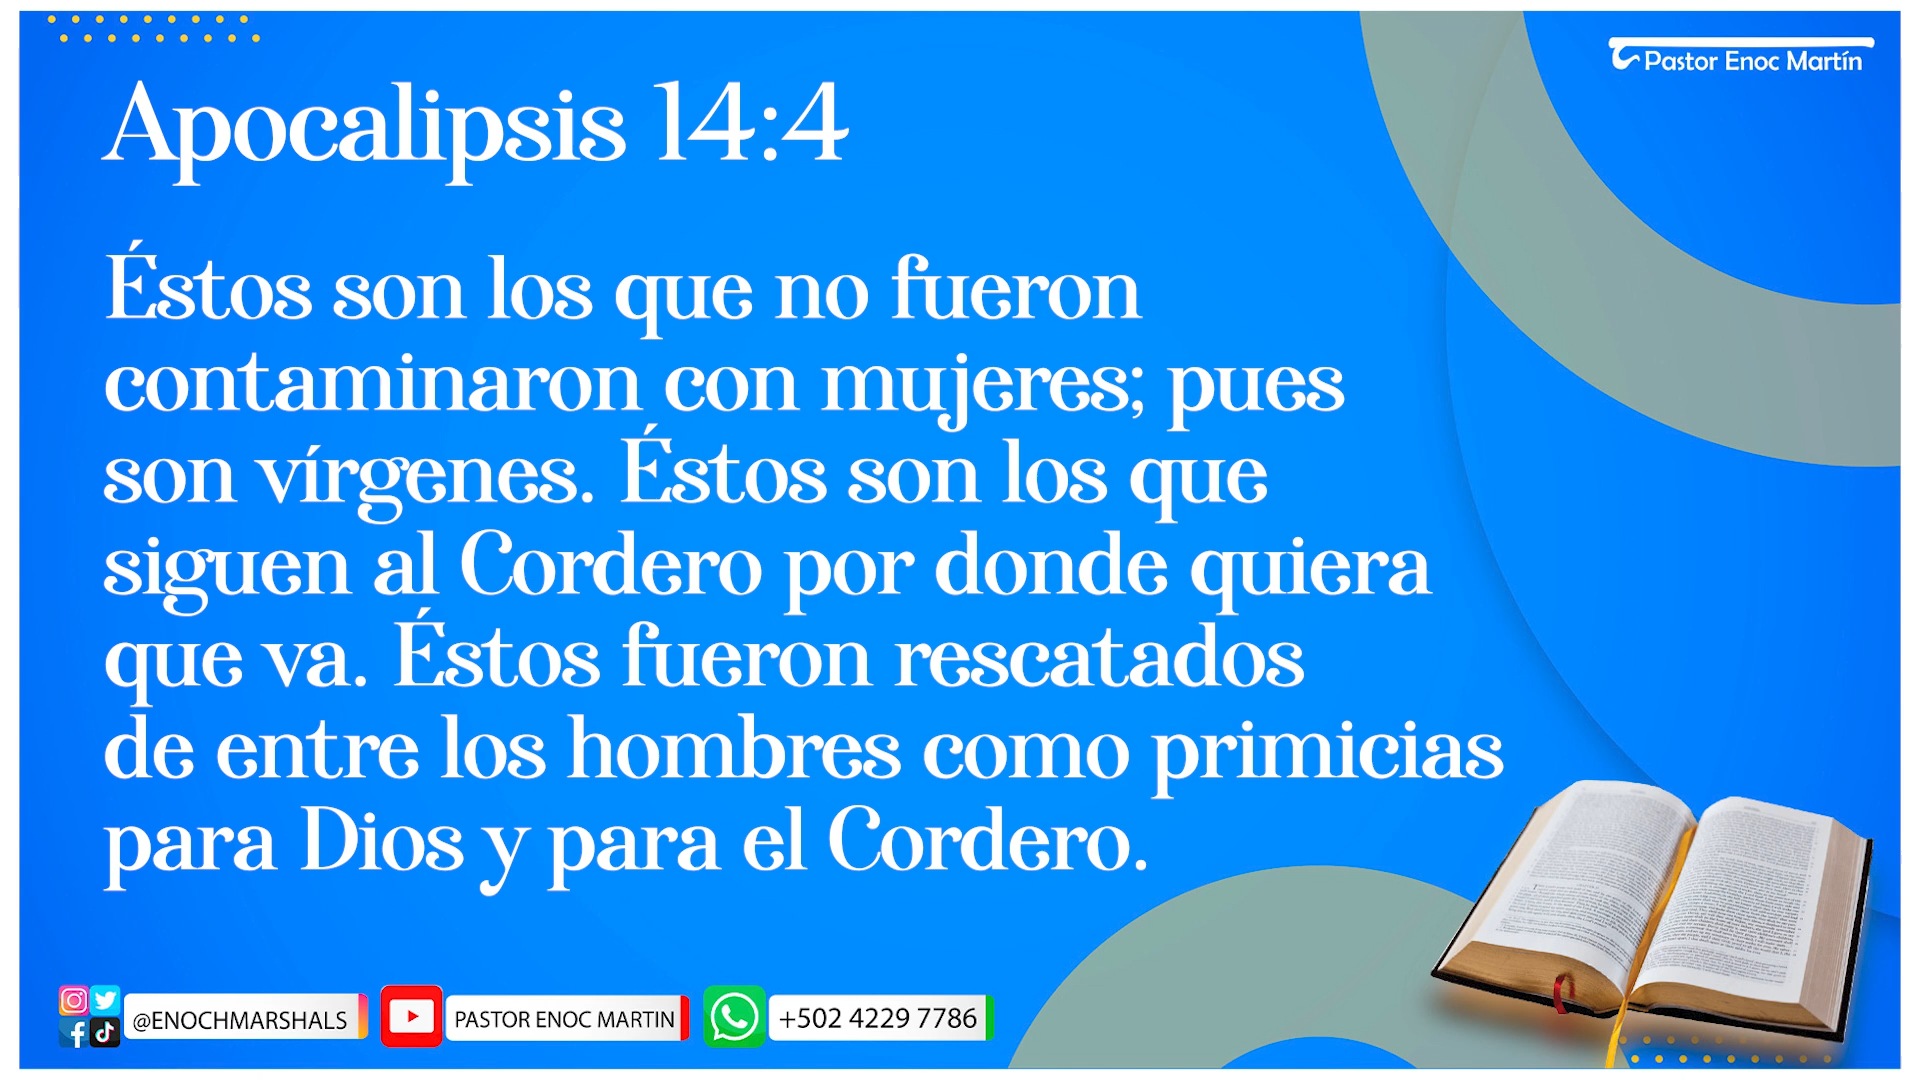 Pastor Enoc Martín
Apocalipsis 14:4
Éstos son los que no fueron
contaminaron con mujeres; pues
son vírgenes. Éstos son los que
siguen al Cordero por donde quiera
que va. Éstos fueron rescatados
de entre los hombres como primicias
para Dios y para el Cordero.
@ENOCHMARSHALS
PASTOR ENOC MARTIN
+502 4229 7786